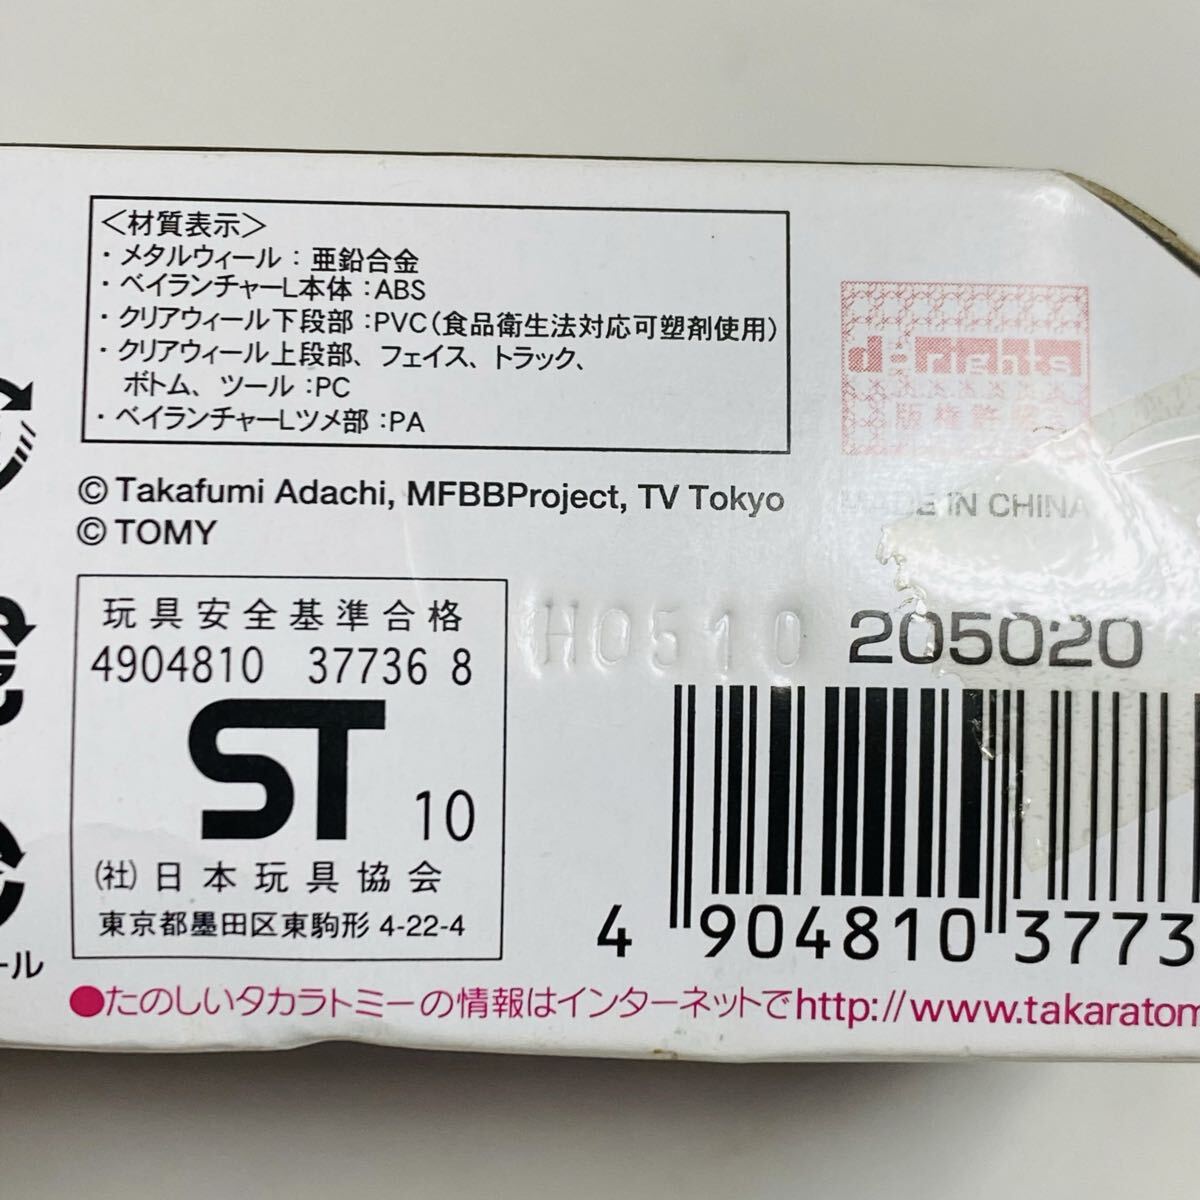 ＜材質表示＞
・メタルウィール：亜鉛合金
・ベイランチャーL本体：ABS
・クリアウィール下段部：PVC（食品衛生法対応可塑剤使用）
・クリアウィール上段部、フェイス、トラック、
ボトム、ツール：PC
・ベイランチャーLツメ部：PA
d rights
版権許諾
© Takafumi Adachi, MFBBProject, TV Tokyo
© TOMY
MADE IN CHINA
玩具安全基準合格
4904810 37736 8
ST 10
(社)日本玩具協会
東京都墨田区東駒形 4-22-4
H0510
205020
4 904810 3773
ール
●たのしいタカラトミーの情報はインターネットでhttp://www.takaratom